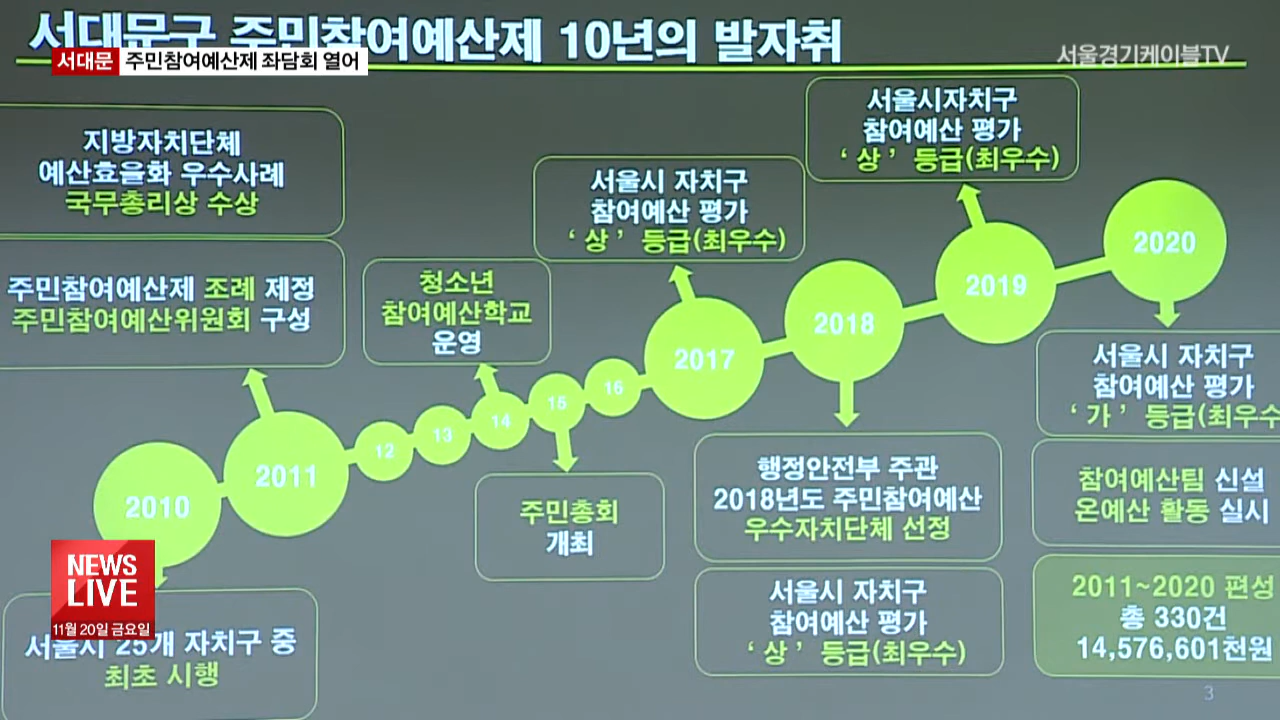 서대문구 주민참여예산제 10년의 발자취
서대문 주민참여예산제 좌담회 열어
서울경기케이블TV
지방자치단체
예산효율화 우수사례
국무총리상 수상
주민참여예산제 조례 제정
주민참여예산위원회 구성
청소년
참여예산학교
운영
서울시 자치구
참여예산 평가
‘상’ 등급(최우수)
서울시자치구
참여예산 평가
‘상’ 등급(최우수)
2010
2011
12
13
14
15
16
2017
2018
2019
2020
서울시 25개 자치구 중
최초 시행
주민총회
개최
행정안전부 주관
2018년도 주민참여예산
우수자치단체 선정
서울시 자치구
참여예산 평가
‘상’ 등급(최우수)
서울시 자치구
참여예산 평가
‘가’ 등급(최우수
참여예산팀 신설
온예산 활동 실시
2011~2020 편성
총 330건
14,576,601천원
3
NEWS
LIVE
11월 20일 금요일